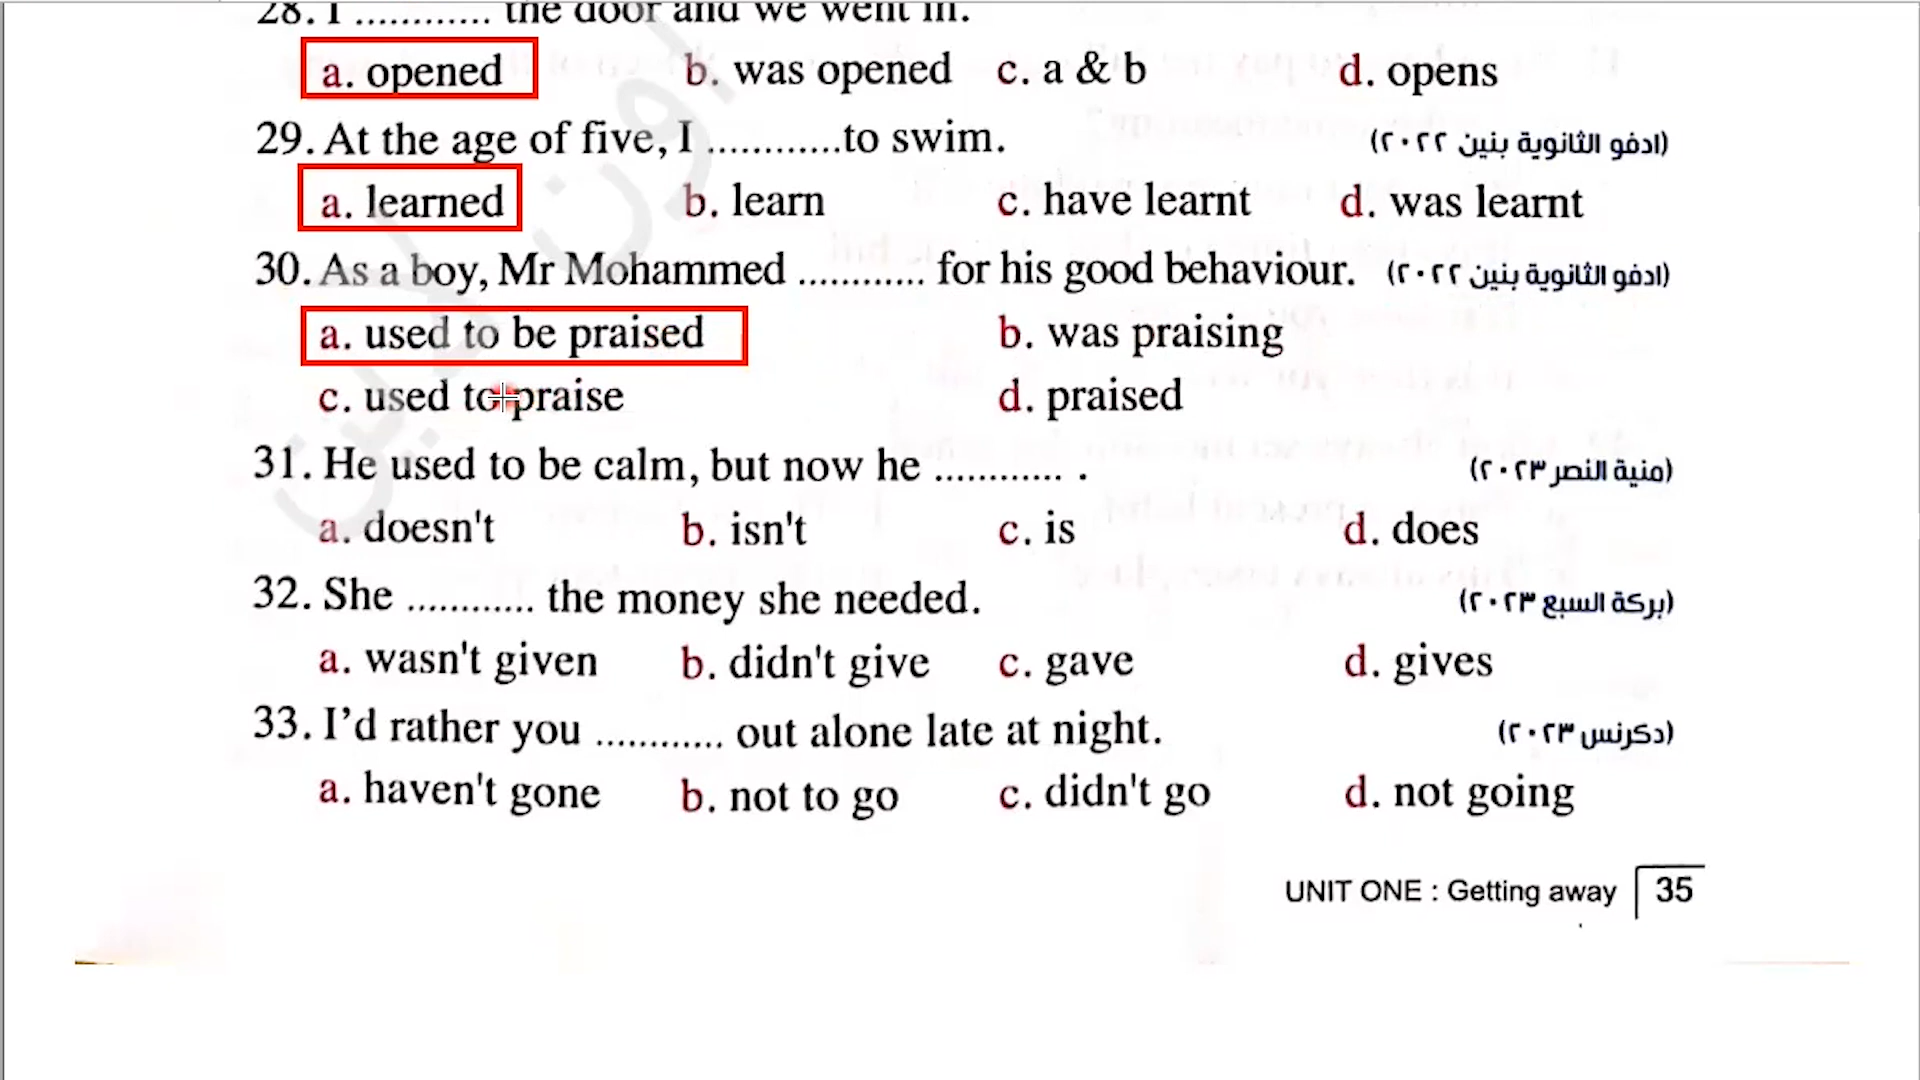 28. I ............ the door and we went in.
a. opened b. was opened c. a & b d. opens
29. At the age of five, I ............to swim. (ادفو الثانوية بنين ٢٠٢٢)
a. learned b. learn c. have learnt d. was learnt
30. As a boy, Mr Mohammed ............ for his good behaviour. (ادفو الثانوية بنين ٢٠٢٢)
a. used to be praised b. was praising
c. used to praise d. praised
31. He used to be calm, but now he ............ . (منية النصر ٢٠٢٣)
a. doesn't b. isn't c. is d. does
32. She ............ the money she needed. (بركة السبع ٢٠٢٣)
a. wasn't given b. didn't give c. gave d. gives
33. I’d rather you ............ out alone late at night. (دكرنس ٢٠٢٣)
a. haven't gone b. not to go c. didn't go d. not going
UNIT ONE : Getting away 35